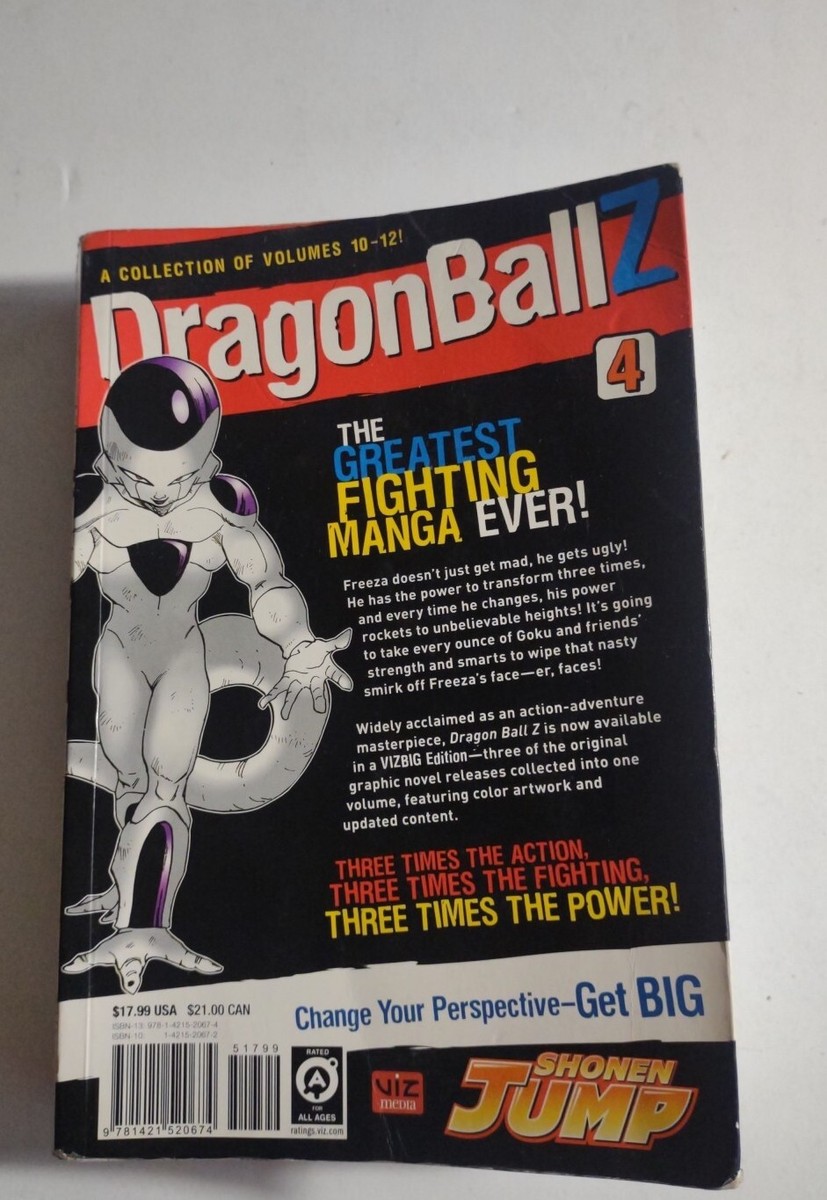 A COLLECTION OF VOLUMES 10-12!
DragonBall Z
4
THE
GREATEST
FIGHTING
MANGA EVER!
Freeza doesn't just get mad, he gets ugly!
He has the power to transform three times,
and every time he changes, his power
rockets to unbelievable heights! It's going
to take every ounce of Goku and friends'
strength and smarts to wipe that nasty
smirk off Freeza's face—er, faces!
Widely acclaimed as an action-adventure
masterpiece, Dragon Ball Z is now available
in a VIZBIG Edition—three of the original
graphic novel releases collected into one
volume, featuring color artwork and
updated content.
THREE TIMES THE ACTION,
THREE TIMES THE FIGHTING,
THREE TIMES THE POWER!
Change Your Perspective–Get BIG
$17.99 USA $21.00 CAN
ISBN-13: 978-1-4215-2067-4
ISBN-10: 1-4215-2067-2
51799
9 781421 520674
RATED
A
FOR
ALL AGES
ratings.viz.com
VIZ
media
SHONEN
JUMP